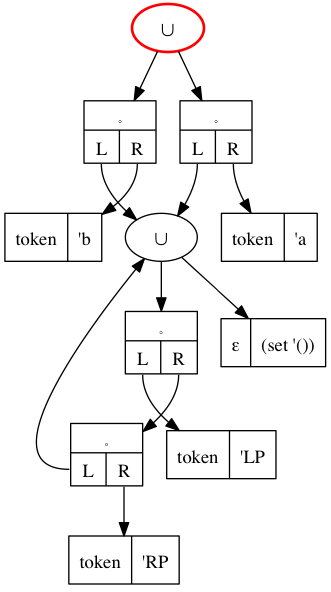 ∪
∘ ∘
L R L R
token 'b ∪ token 'a
∘
L R ε (set '())
∘
L R token 'LP
token 'RP